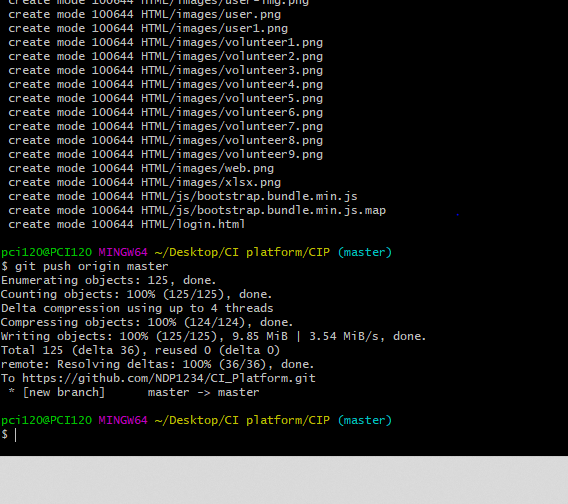 create mode 100644 HTML/images/user-img.png
create mode 100644 HTML/images/user.png
create mode 100644 HTML/images/user1.png
create mode 100644 HTML/images/volunteer1.png
create mode 100644 HTML/images/volunteer2.png
create mode 100644 HTML/images/volunteer3.png
create mode 100644 HTML/images/volunteer4.png
create mode 100644 HTML/images/volunteer5.png
create mode 100644 HTML/images/volunteer6.png
create mode 100644 HTML/images/volunteer7.png
create mode 100644 HTML/images/volunteer8.png
create mode 100644 HTML/images/volunteer9.png
create mode 100644 HTML/images/web.png
create mode 100644 HTML/images/xlsx.png
create mode 100644 HTML/js/bootstrap.bundle.min.js
create mode 100644 HTML/js/bootstrap.bundle.min.js.map
create mode 100644 HTML/login.html
pci120@PCI120 MINGW64 ~/Desktop/CI platform/CIP (master)
$ git push origin master
Enumerating objects: 125, done.
Counting objects: 100% (125/125), done.
Delta compression using up to 4 threads
Compressing objects: 100% (124/124), done.
Writing objects: 100% (125/125), 9.85 MiB | 3.54 MiB/s, done.
Total 125 (delta 36), reused 0 (delta 0)
remote: Resolving deltas: 100% (36/36), done.
To https://github.com/NDP1234/CI_Platform.git
 * [new branch]      master -> master
pci120@PCI120 MINGW64 ~/Desktop/CI platform/CIP (master)
$